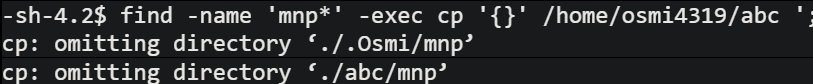 -sh-4.2$ find -name 'mnp*' -exec cp '{}' /home/osmi4319/abc '
cp: omitting directory ‘./.Osmi/mnp’
cp: omitting directory ‘./abc/mnp’